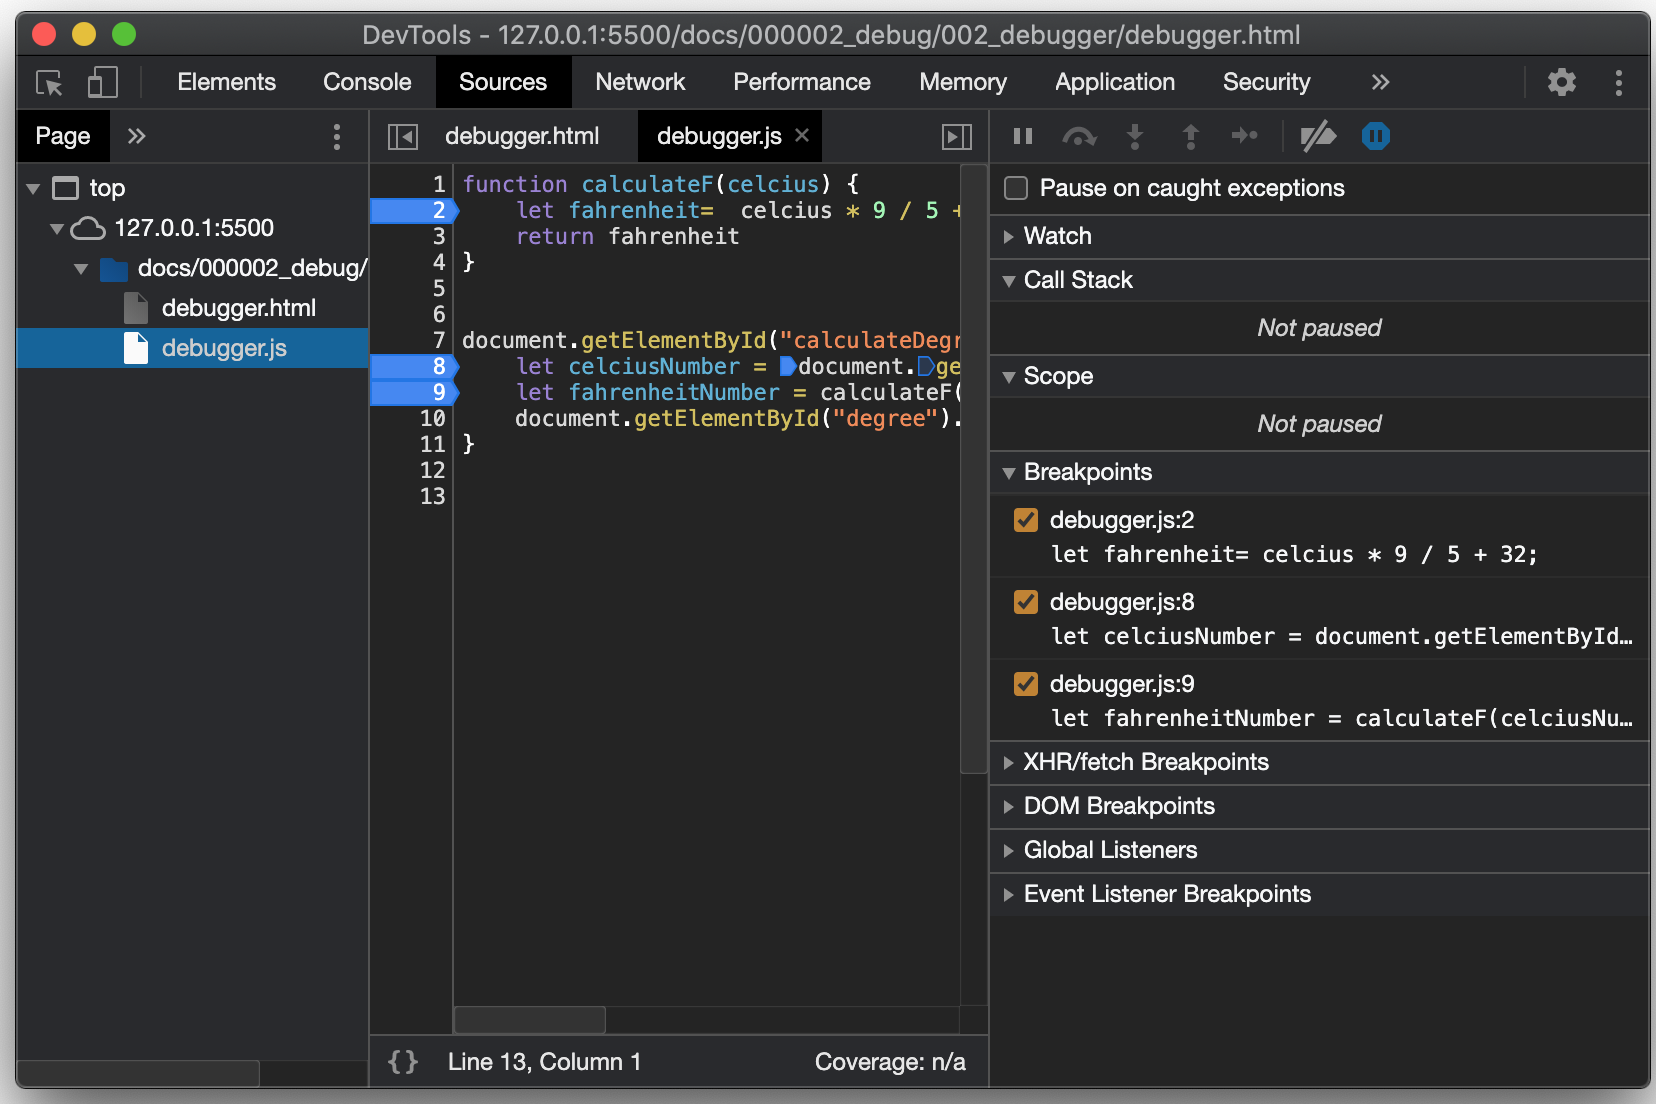 DevTools - 127.0.0.1:5500/docs/000002_debug/002_debugger/debugger.html
Elements Console Sources Network Performance Memory Application Security »
Page »
top
127.0.0.1:5500
docs/000002_debug/
debugger.html
debugger.js
debugger.html debugger.js ×
1 function calculateF(celcius) {
2 let fahrenheit=  celcius * 9 / 5 +
3 return fahrenheit
4 }
5
6
7 document.getElementById("calculateDegr
8 let celciusNumber = document.ge
9 let fahrenheitNumber = calculateF(
10 document.getElementById("degree").
11 }
12
13
{} Line 13, Column 1 Coverage: n/a
Pause on caught exceptions
Watch
Call Stack
Not paused
Scope
Not paused
Breakpoints
debugger.js:2
let fahrenheit= celcius * 9 / 5 + 32;
debugger.js:8
let celciusNumber = document.getElementById…
debugger.js:9
let fahrenheitNumber = calculateF(celciusNu…
XHR/fetch Breakpoints
DOM Breakpoints
Global Listeners
Event Listener Breakpoints